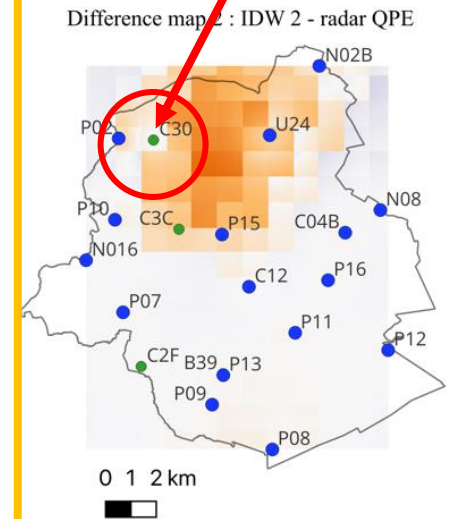 Difference map 2 : IDW 2 - radar QPE
N02B
P02
C30
U24
P10
C3C
P15
C04B
N08
N016
C12
P16
P07
P11
P12
C2F
B39
P13
P09
P08
0 1 2 km